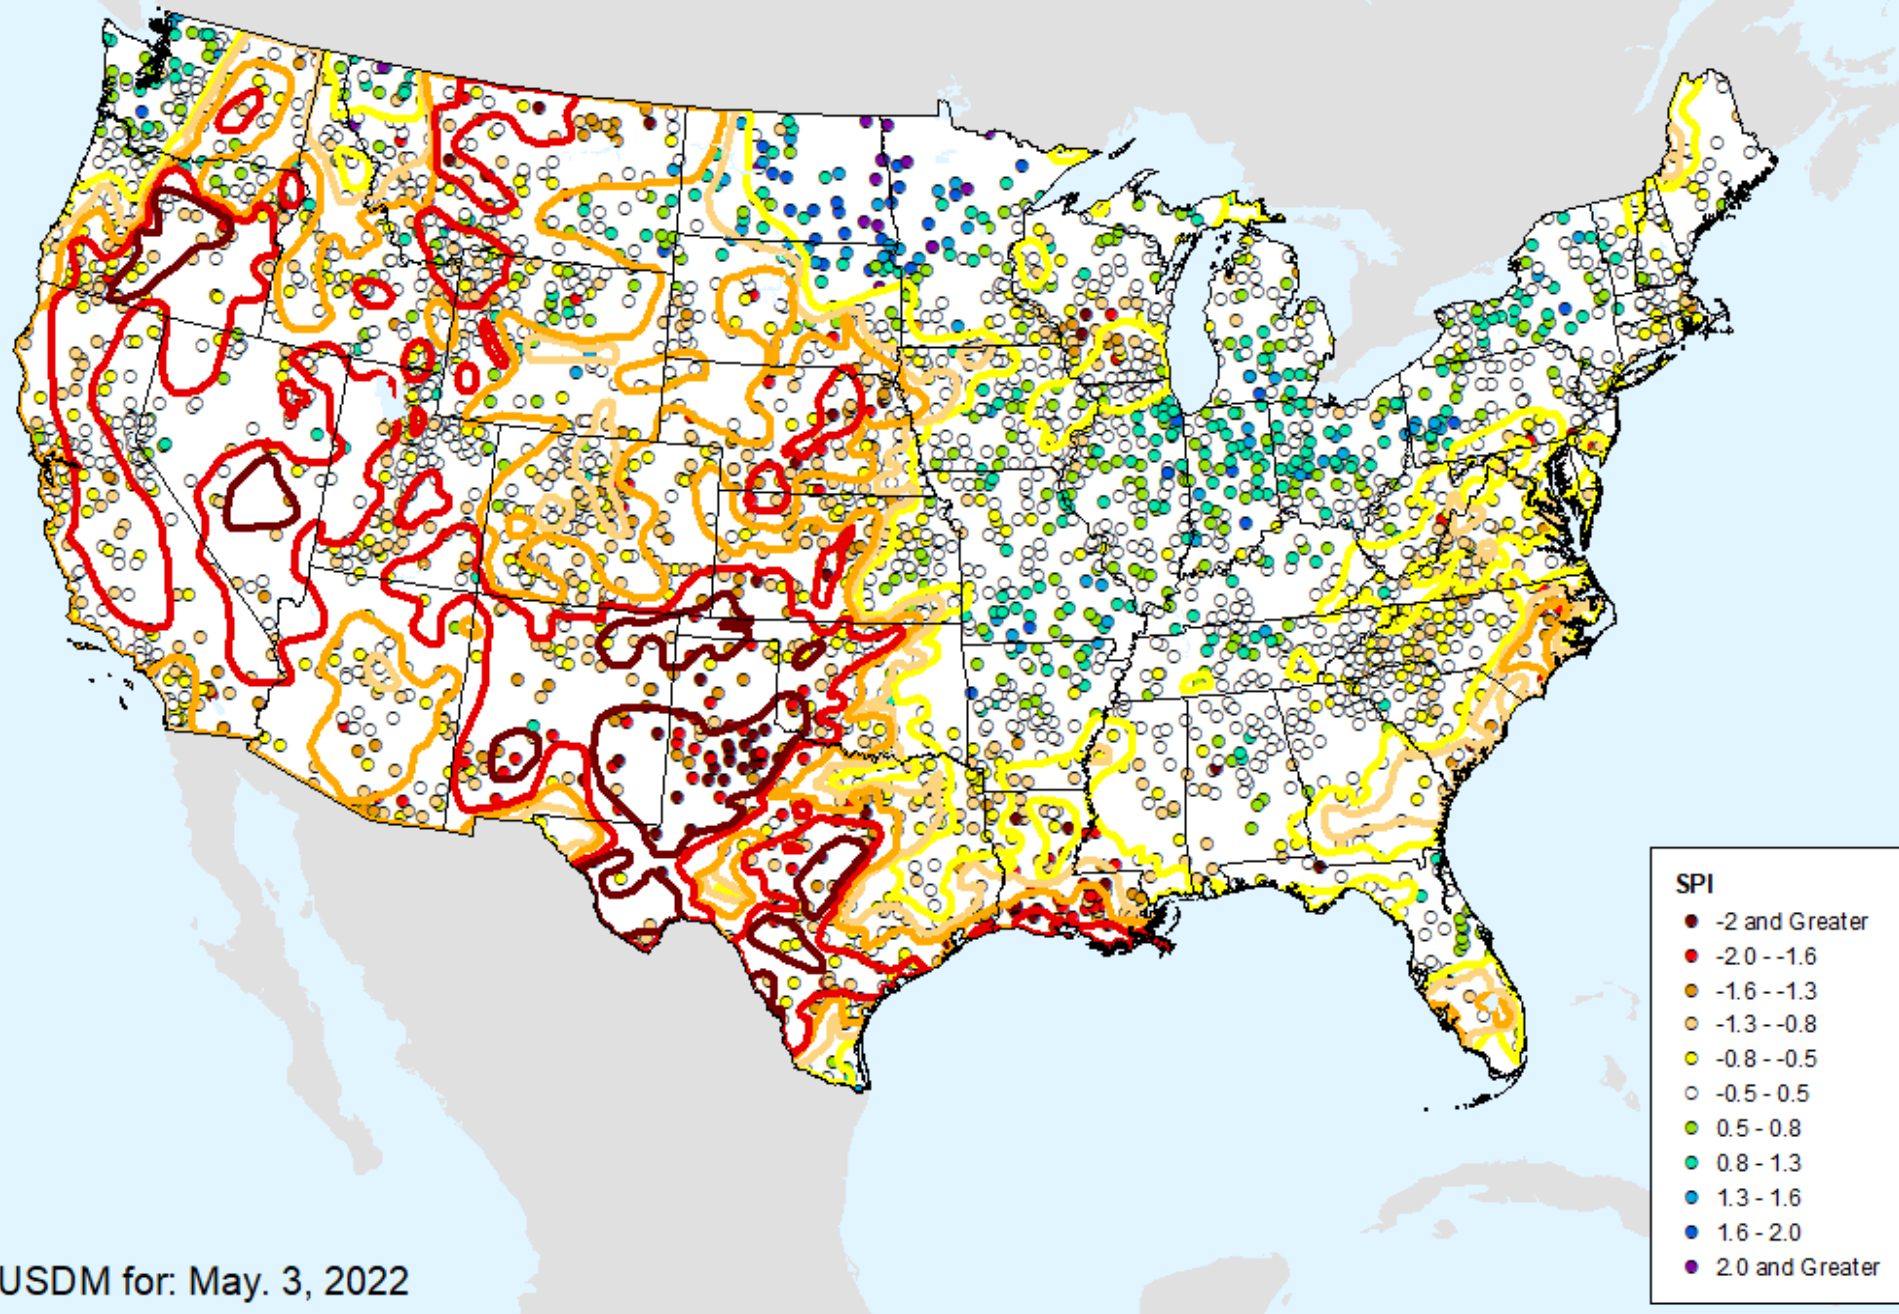 SPI
-2 and Greater
-2.0 - -1.6
-1.6 - -1.3
-1.3 - -0.8
-0.8 - -0.5
-0.5 - 0.5
0.5 - 0.8
0.8 - 1.3
1.3 - 1.6
1.6 - 2.0
2.0 and Greater
USDM for: May. 3, 2022